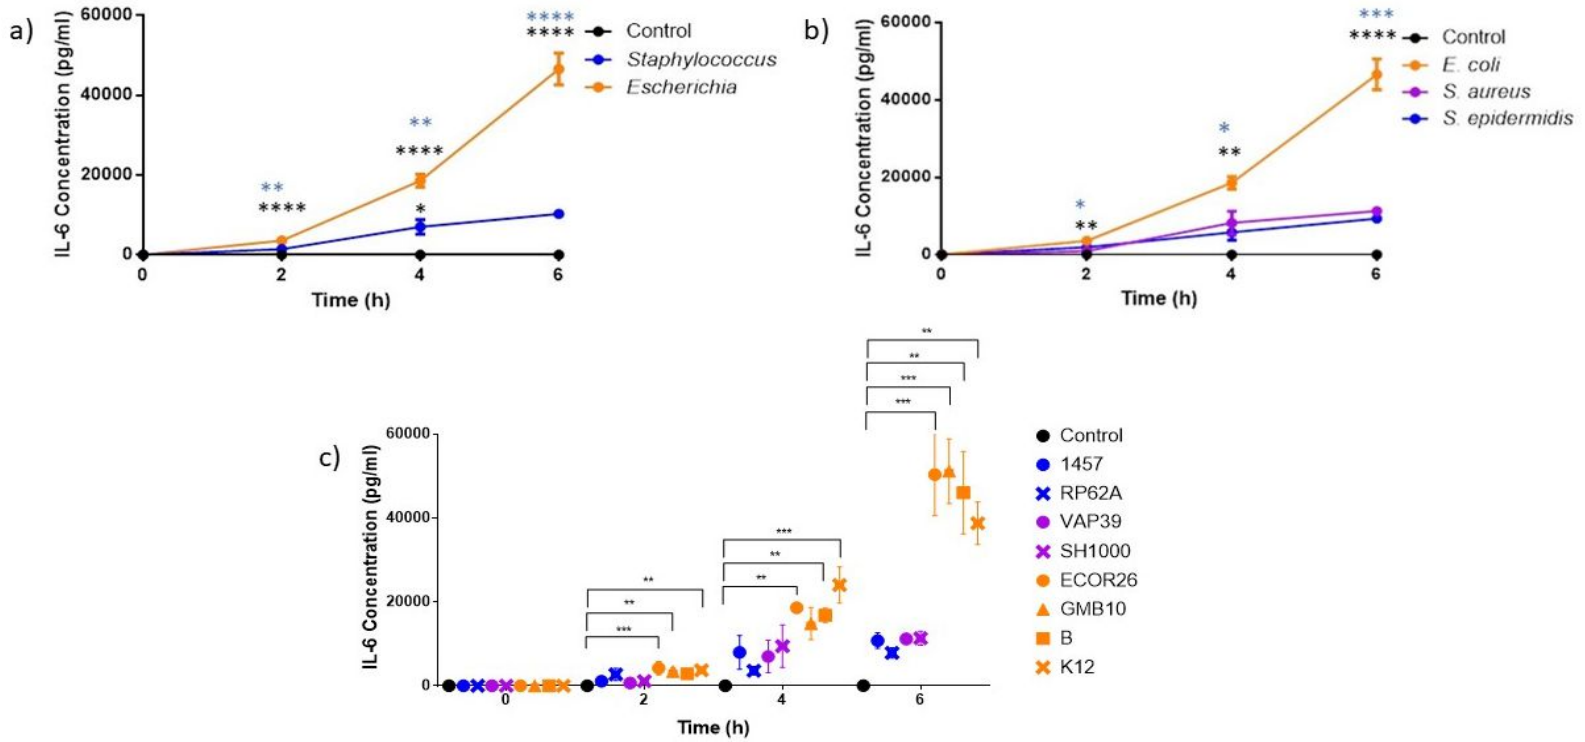 a)
IL-6 Concentration (pg/ml)
60000
40000
20000
0
0 2 4 6
Time (h)
** **** ** **** * **** ****
Control
Staphylococcus
Escherichia
b)
IL-6 Concentration (pg/ml)
60000
40000
20000
0
0 2 4 6
Time (h)
* ** * ** *** ****
Control
E. coli
S. aureus
S. epidermidis
c)
IL-6 Concentration (pg/ml)
60000
40000
20000
0
0 2 4 6
Time (h)
**
**
***
***
**
**
**
**
***
***
Control
1457
RP62A
VAP39
SH1000
ECOR26
GMB10
B
K12